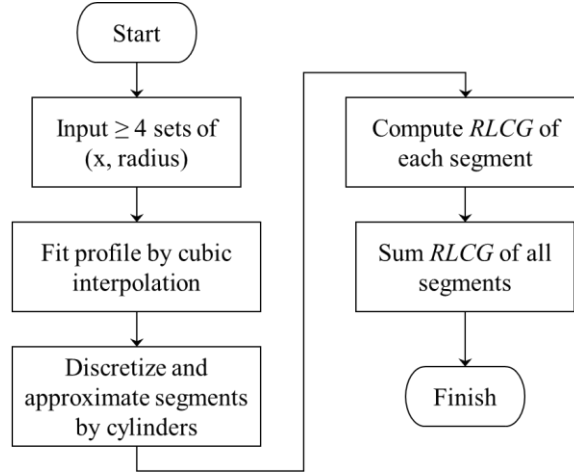 Start
Input ≥ 4 sets of
(x, radius)
Fit profile by cubic
interpolation
Discretize and
approximate segments
by cylinders
Compute RLCG of
each segment
Sum RLCG of all
segments
Finish